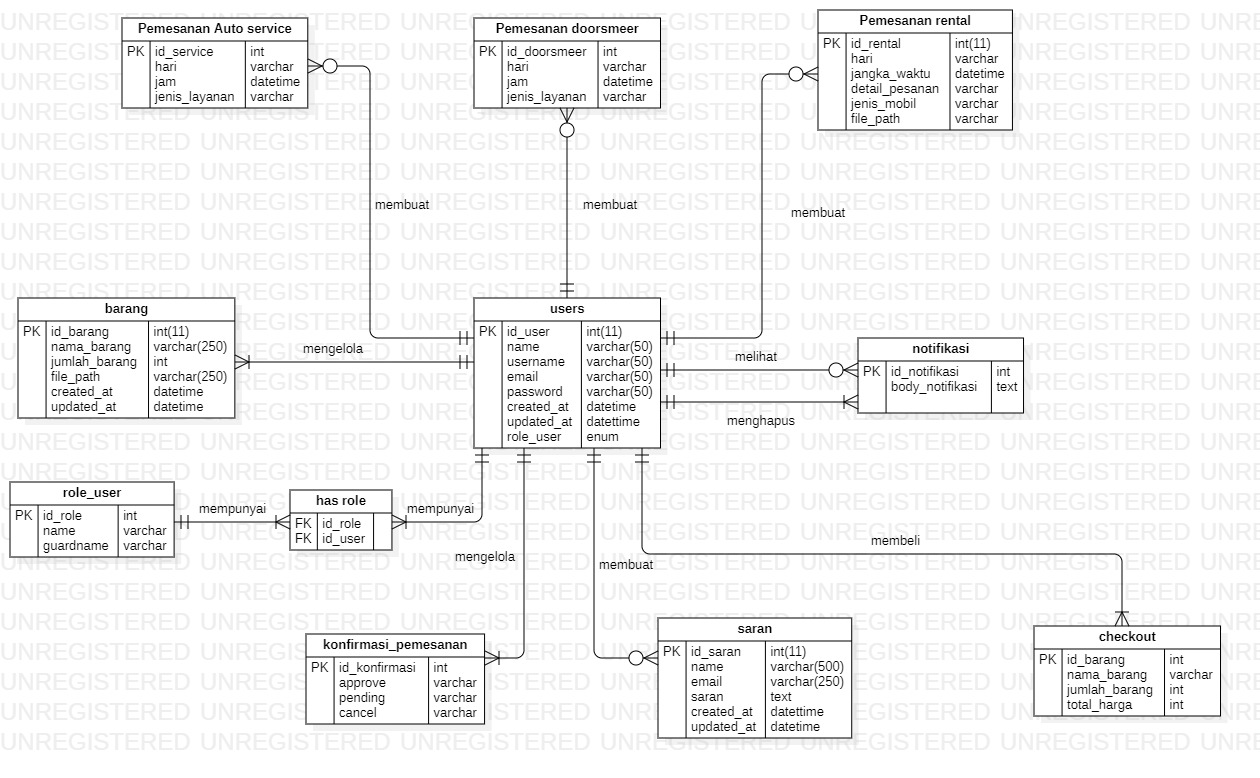 Pemesanan Auto service
PK id_service int
hari varchar
jam datetime
jenis_layanan varchar
Pemesanan doorsmeer
PK id_doorsmeer int
hari varchar
jam datetime
jenis_layanan varchar
Pemesanan rental
PK id_rental int(11)
hari varchar
jangka_waktu datetime
detail_pesanan varchar
jenis_mobil varchar
file_path varchar
membuat
membuat
membuat
barang
PK id_barang int(11)
nama_barang varchar(250)
jumlah_barang int
file_path varchar(250)
created_at datetime
updated_at datetime
mengelola
users
PK id_user int(11)
name varchar(50)
username varchar(50)
email varchar(50)
password varchar(50)
created_at datetime
updated_at datettime
role_user enum
melihat
menghapus
notifikasi
PK id_notifikasi int
body_notifikasi text
role_user
PK id_role int
name varchar
guardname varchar
mempunyai
has role
FK id_role
FK id_user
mempunyai
mengelola
membuat
membeli
konfirmasi_pemesanan
PK id_konfirmasi int
approve varchar
pending varchar
cancel varchar
saran
PK id_saran int(11)
name varchar(500)
email varchar(250)
saran text
created_at datettime
updated_at datetime
checkout
PK id_barang int
nama_barang varchar
jumlah_barang int
total_harga int
UNREGISTERED